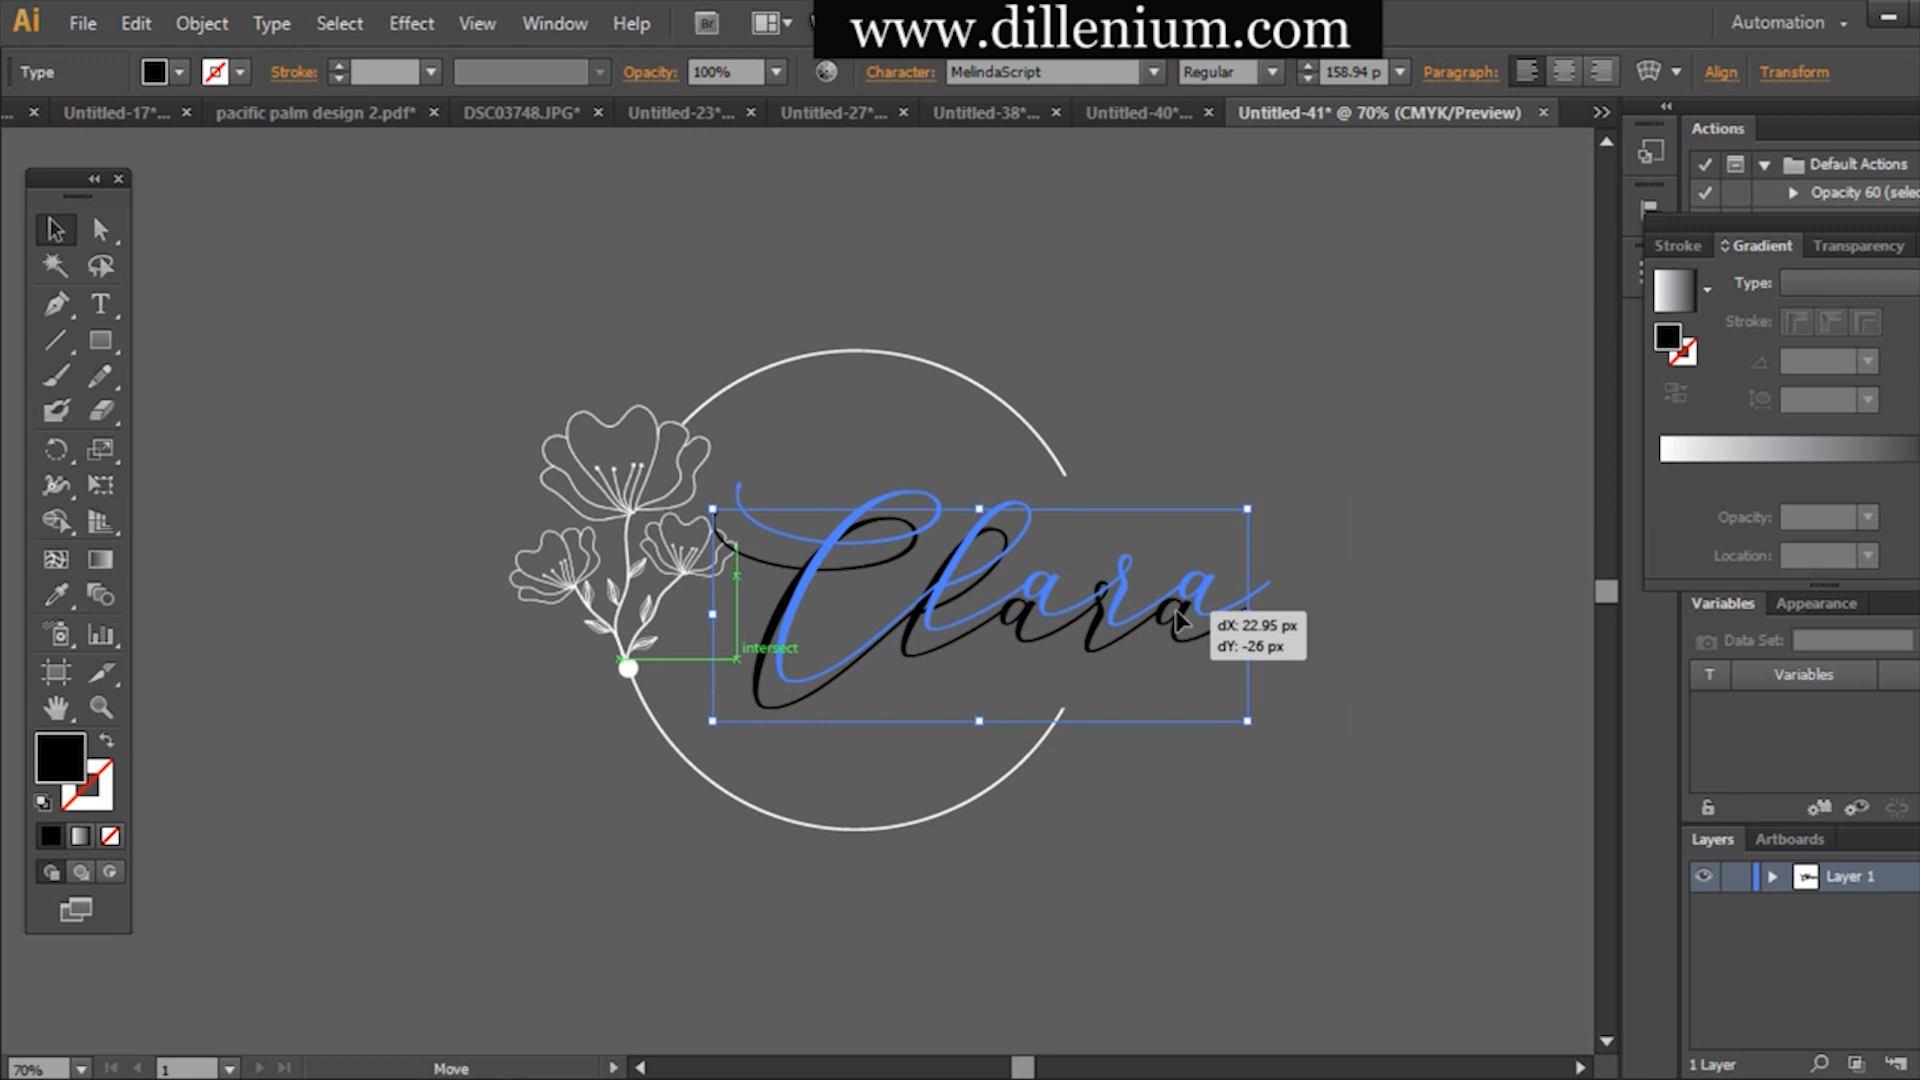 Ai File Edit Object Type Select Effect View Window Help Br
www.dillenium.com
Automation
Type Stroke: Opacity: 100% Character: MelindaScript Regular 158.94 p Paragraph: Align Transform
... Untitled-17*... pacific palm design 2.pdf* DSC03748.JPG* Untitled-23*... Untitled-27*... Untitled-38*... Untitled-40*... Untitled-41* @ 70% (CMYK/Preview)
Actions
Default Actions
Opacity 60 (selec
Stroke Gradient Transparency
Type:
Stroke:
Opacity:
Location:
Clara
Clara
dX: 22.95 px
dY: -26 px
intersect
Variables Appearance
Data Set:
T Variables
Layers Artboards
Layer 1
1 Layer
70% 1 Move